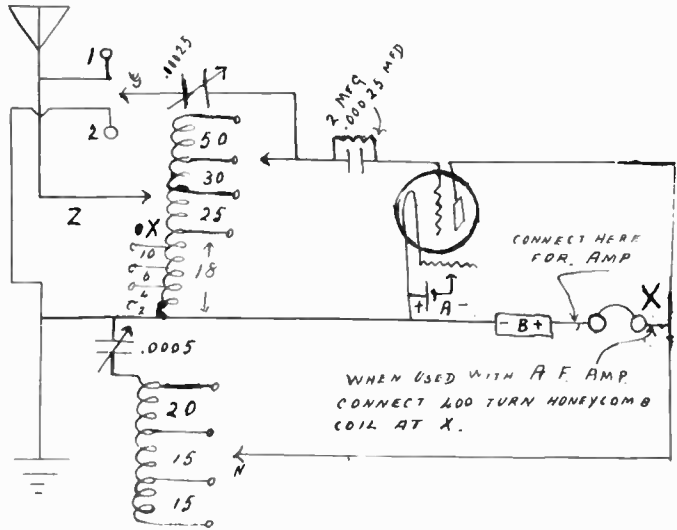 1
.00025
2 MEG
.00025 MFD
2
50
30
25
Z
X
10
6
4
2
18
CONNECT HERE
FOR AMP
+ A -
- B +
X
.0005
WHEN USED WITH A F. AMP.
CONNECT 400 TURN HONEYCOMB
COIL AT X.
20
15
15
N